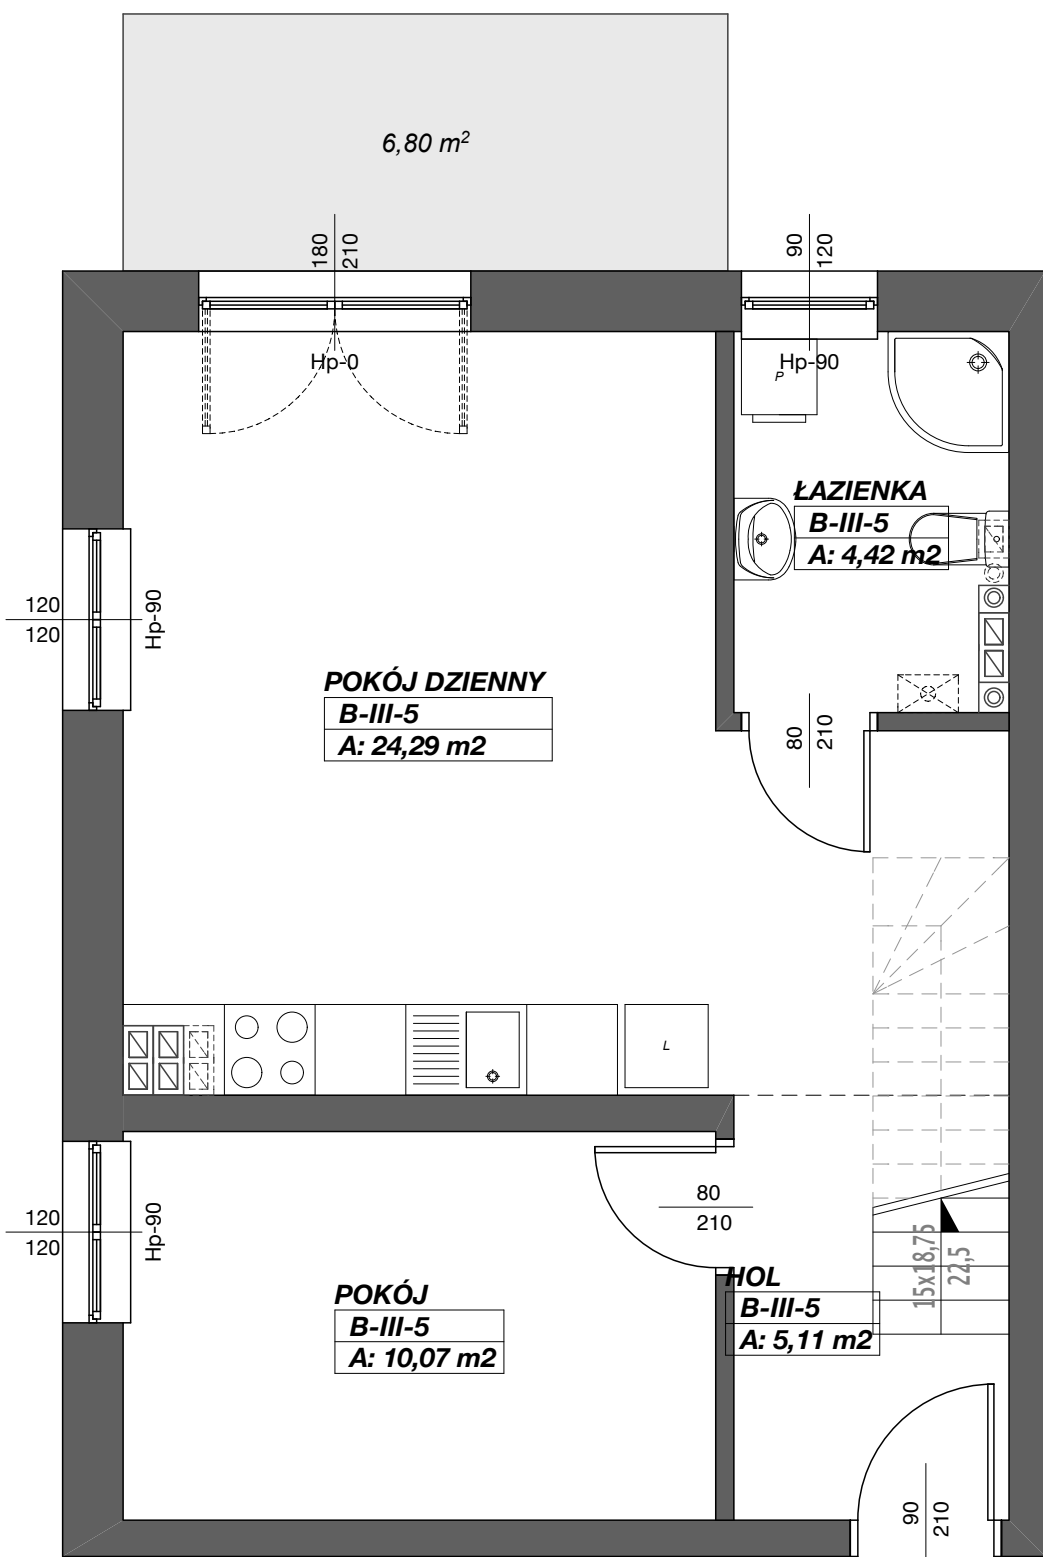 6,80 m²
180
210
90
120
Hp-0
Hp-90
P
ŁAZIENKA
B-III-5
A: 4,42 m2
120
120
Hp-90
POKÓJ DZIENNY
B-III-5
A: 24,29 m2
80
210
L
80
210
120
120
Hp-90
15x18,75
22,5
POKÓJ
B-III-5
A: 10,07 m2
HOL
B-III-5
A: 5,11 m2
90
210